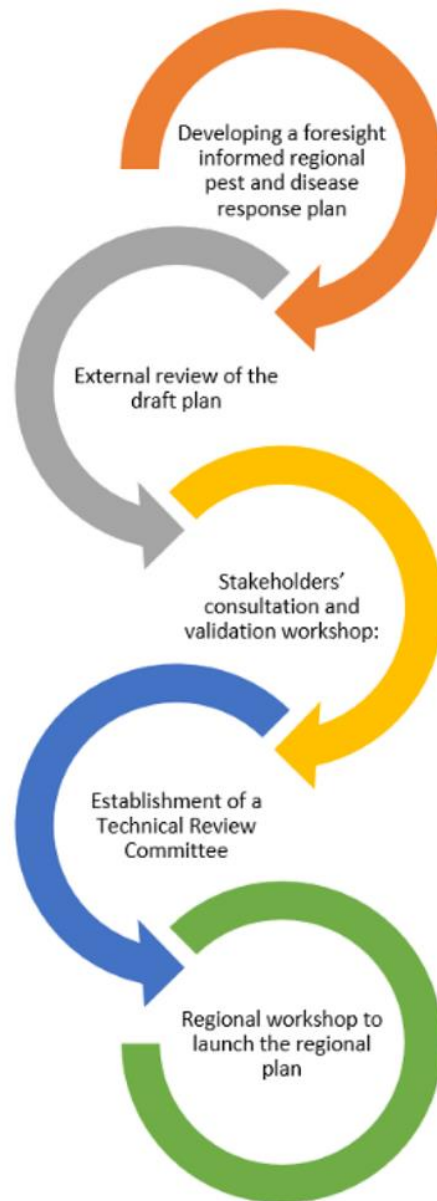 Developing a foresight
informed regional
pest and disease
response plan
External review of the
draft plan
Stakeholders’
consultation and
validation workshop:
Establishment of a
Technical Review
Committee
Regional workshop to
launch the regional
plan